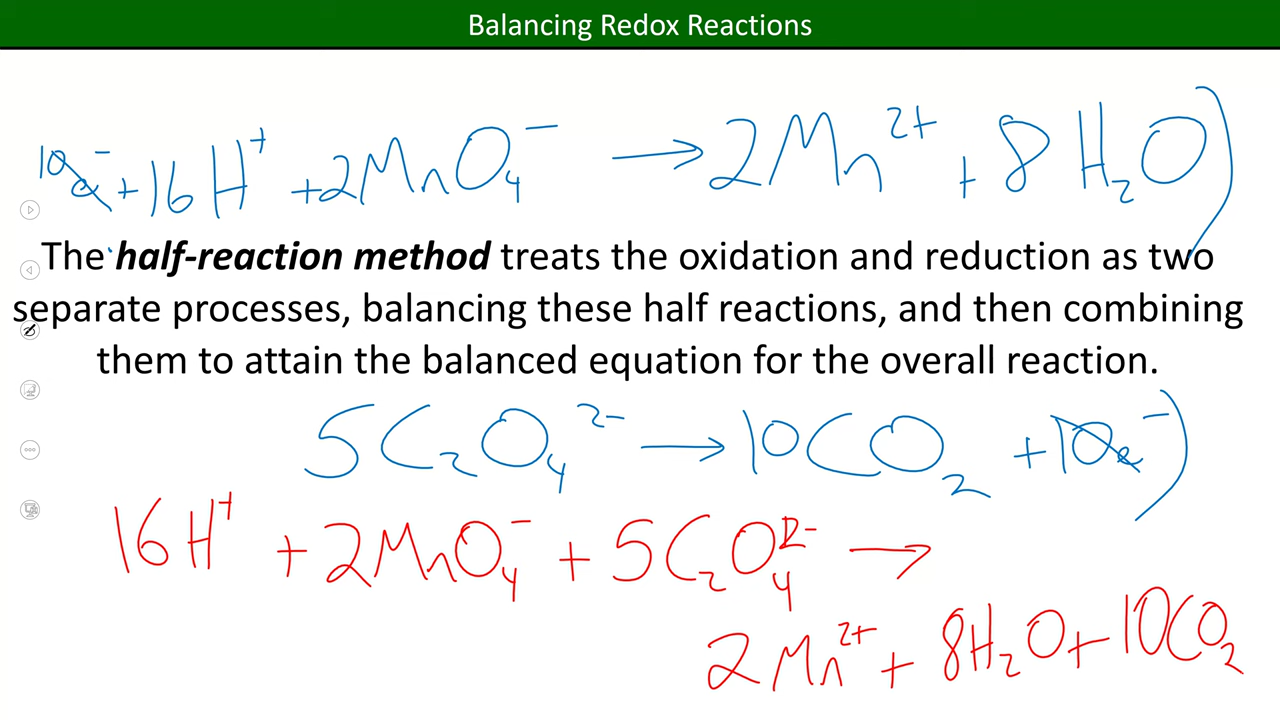 Balancing Redox Reactions
10e⁻ + 16H⁺ + 2MnO₄⁻ → 2Mn²⁺ + 8H₂O)
The half-reaction method treats the oxidation and reduction as two
separate processes, balancing these half reactions, and then combining
them to attain the balanced equation for the overall reaction.
5C₂O₄²⁻ → 10CO₂ + 10e⁻)
16H⁺ + 2MnO₄⁻ + 5C₂O₄²⁻ →
2Mn²⁺ + 8H₂O + 10CO₂